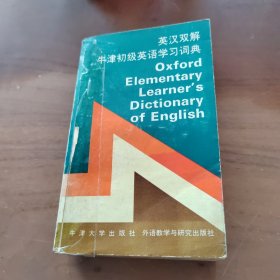 英汉双解
牛津初级英语学习词典
Oxford
Elementary
Learner's
Dictionary
of English
牛津大学出版社 外语教学与研究出版社